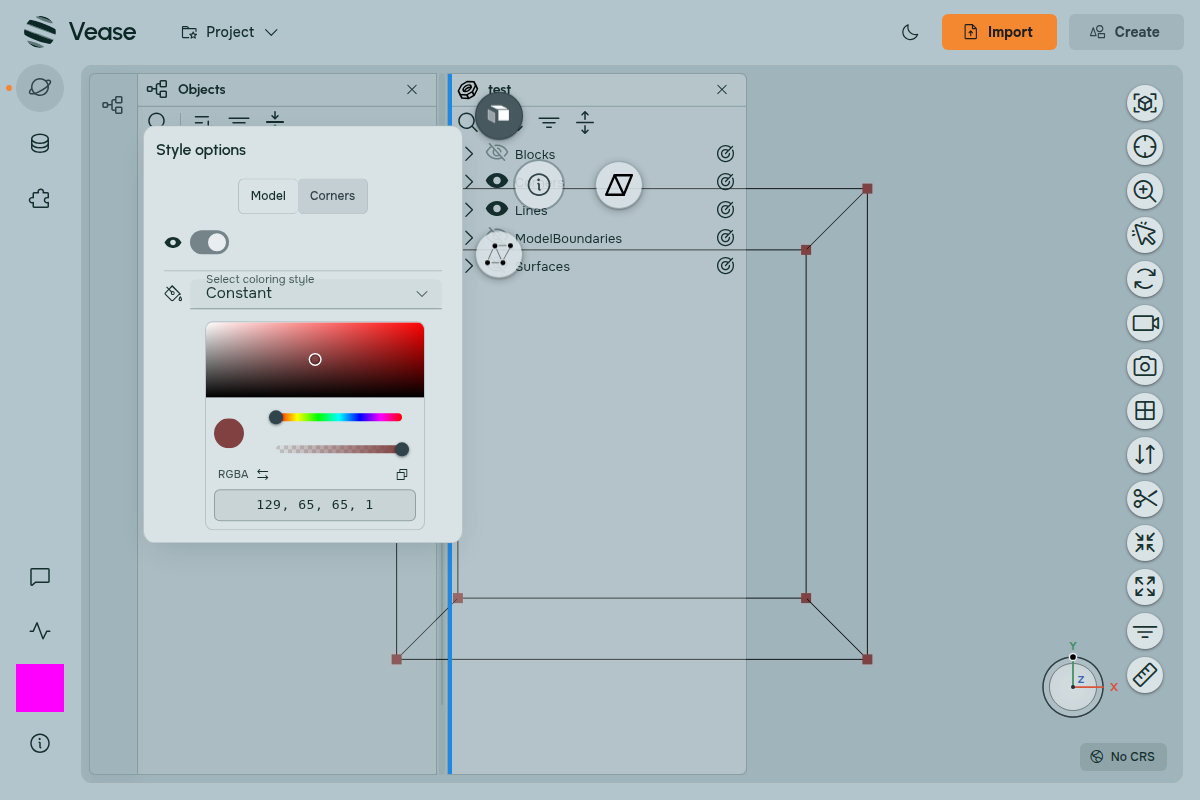 Vease
Project
Import
Create
Objects
test
Style options
Model
Corners
Select coloring style
Constant
RGBA
129, 65, 65, 1
Blocks
Lines
ModelBoundaries
Surfaces
Y
Z
X
No CRS